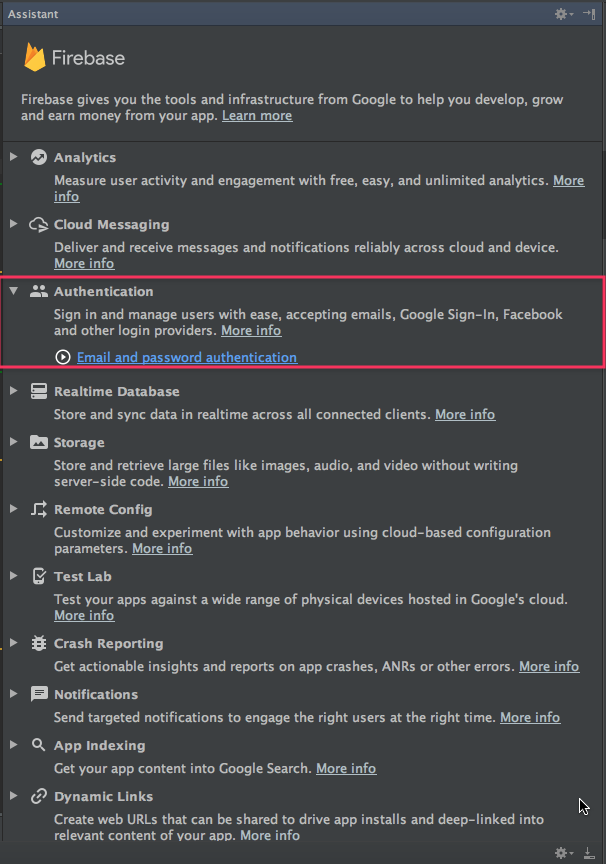 Assistant
Firebase
Firebase gives you the tools and infrastructure from Google to help you develop, grow
and earn money from your app. Learn more
Analytics
Measure user activity and engagement with free, easy, and unlimited analytics. More
info
Cloud Messaging
Deliver and receive messages and notifications reliably across cloud and device.
More info
Authentication
Sign in and manage users with ease, accepting emails, Google Sign-In, Facebook
and other login providers. More info
Email and password authentication
Realtime Database
Store and sync data in realtime across all connected clients. More info
Storage
Store and retrieve large files like images, audio, and video without writing
server-side code. More info
Remote Config
Customize and experiment with app behavior using cloud-based configuration
parameters. More info
Test Lab
Test your apps against a wide range of physical devices hosted in Google's cloud.
More info
Crash Reporting
Get actionable insights and reports on app crashes, ANRs or other errors. More info
Notifications
Send targeted notifications to engage the right users at the right time. More info
App Indexing
Get your app content into Google Search. More info
Dynamic Links
Create web URLs that can be shared to drive app installs and deep-linked into
relevant content of your app. More info